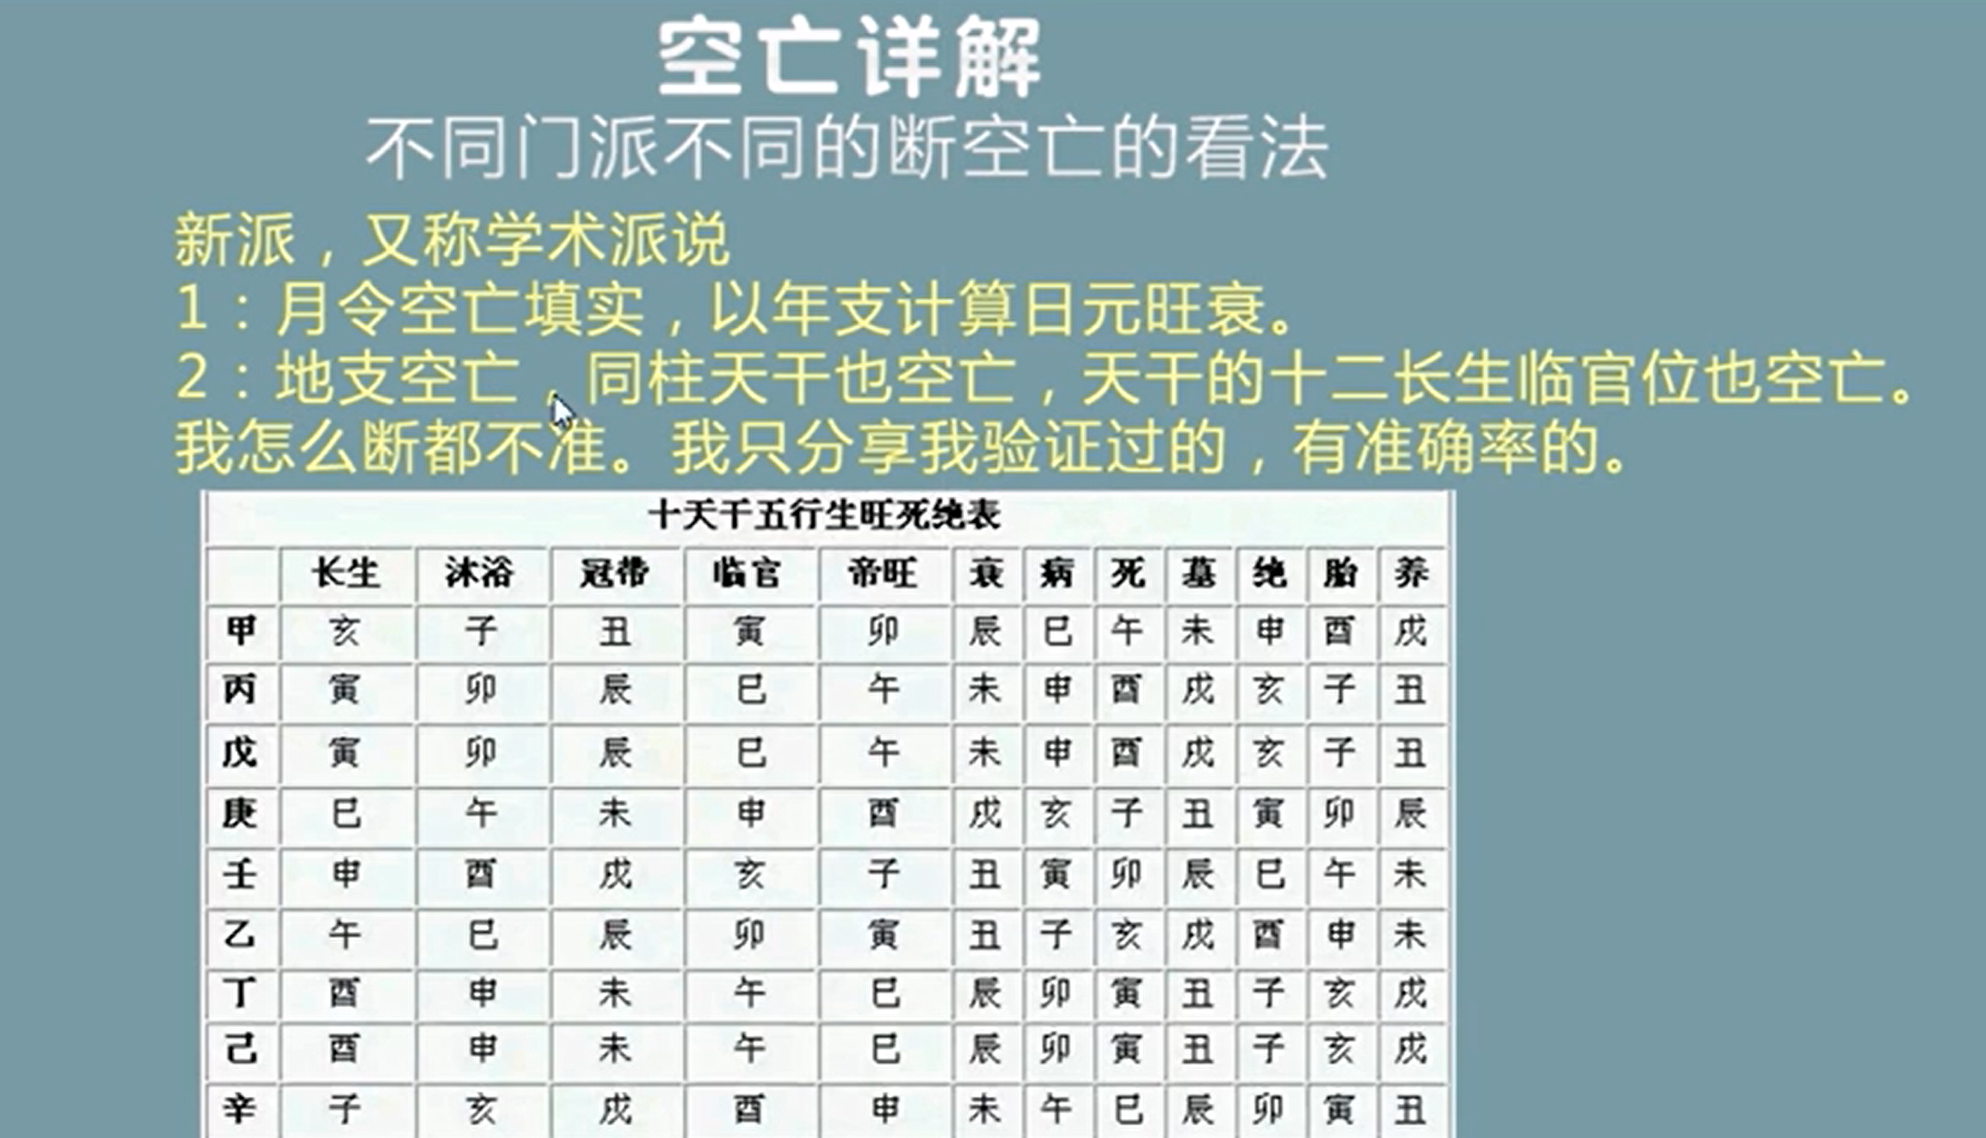 空亡详解
不同门派不同的断空亡的看法
新派，又称学术派说
1：月令空亡填实，以年支计算日元旺衰。
2：地支空亡，同柱天干也空亡，天干的十二长生临官位也空亡。
我怎么断都不准。我只分享我验证过的，有准确率的。
十天干五行生旺死绝表
长生 沐浴 冠带 临官 帝旺 衰 病 死 墓 绝 胎 养
甲 亥 子 丑 寅 卯 辰 巳 午 未 申 酉 戌
丙 寅 卯 辰 巳 午 未 申 酉 戌 亥 子 丑
戊 寅 卯 辰 巳 午 未 申 酉 戌 亥 子 丑
庚 巳 午 未 申 酉 戌 亥 子 丑 寅 卯 辰
壬 申 酉 戌 亥 子 丑 寅 卯 辰 巳 午 未
乙 午 巳 辰 卯 寅 丑 子 亥 戌 酉 申 未
丁 酉 申 未 午 巳 辰 卯 寅 丑 子 亥 戌
己 酉 申 未 午 巳 辰 卯 寅 丑 子 亥 戌
辛 子 亥 戌 酉 申 未 午 巳 辰 卯 寅 丑